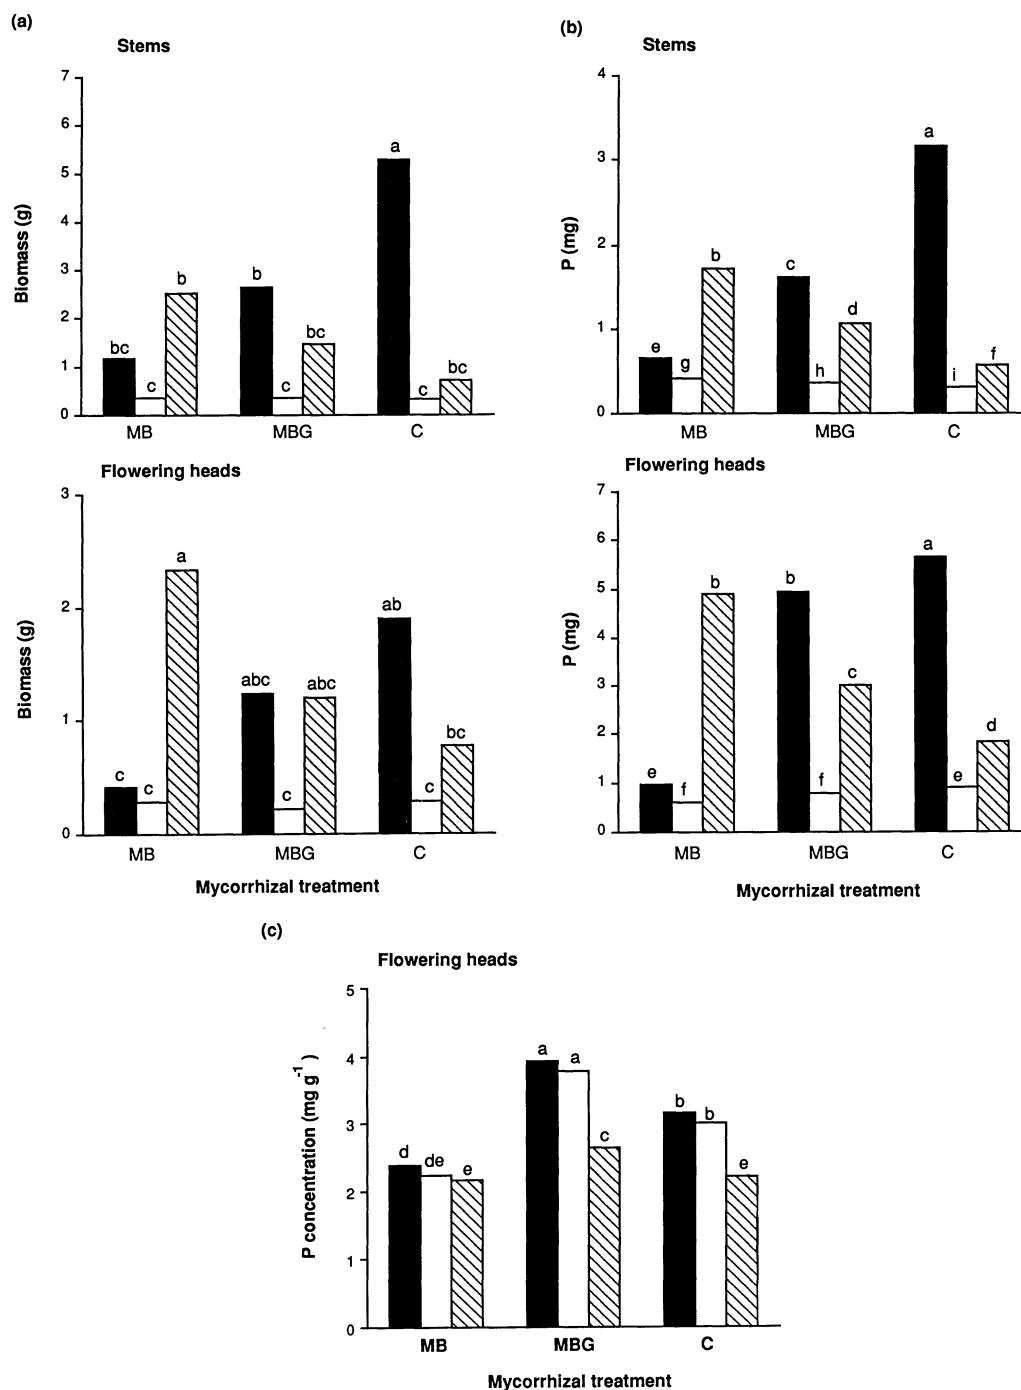 (a)
Stems
7
6
5
4
3
2
1
0
Biomass (g)
bc
c
b
b
c
bc
a
c
bc
MB
MBG
C
Flowering heads
3
2
1
0
Biomass (g)
c
c
a
abc
c
abc
ab
c
bc
MB
MBG
C
Mycorrhizal treatment
(b)
Stems
4
3
2
1
0
P (mg)
e
g
b
c
h
d
a
i
f
MB
MBG
C
Flowering heads
7
6
5
4
3
2
1
0
P (mg)
e
f
b
b
f
c
a
e
d
MB
MBG
C
Mycorrhizal treatment
(c)
Flowering heads
5
4
3
2
1
0
P concentration (mg g⁻¹ )
d
de
e
a
a
c
b
b
e
MB
MBG
C
Mycorrhizal treatment